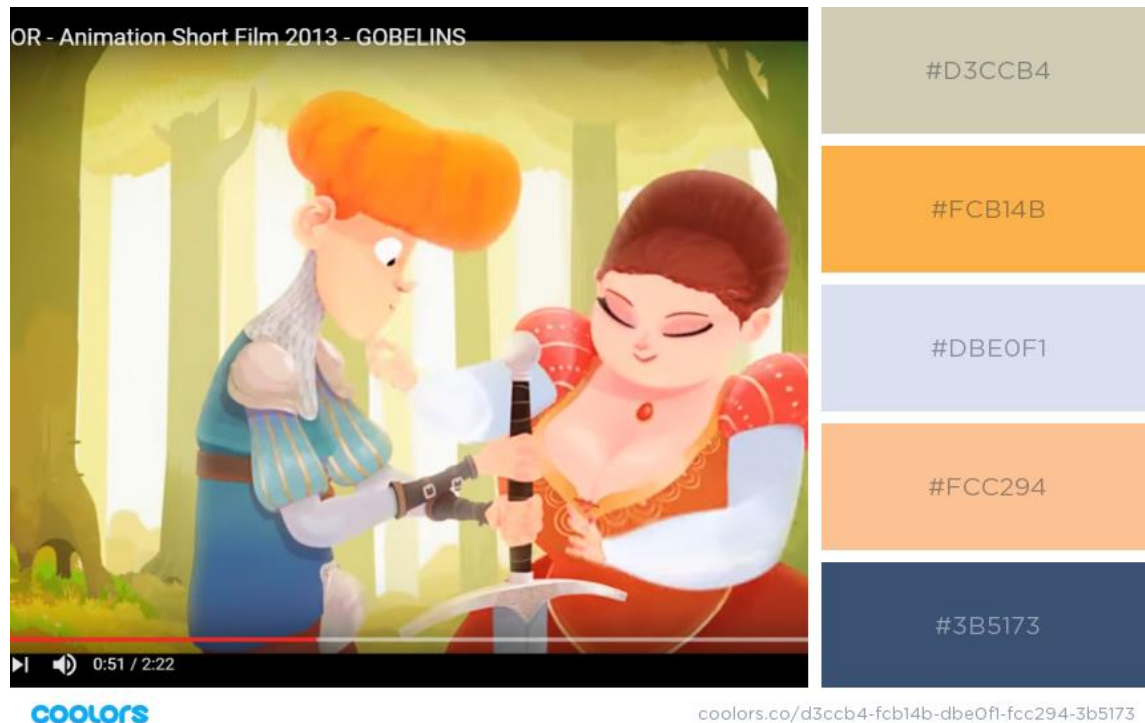 OR - Animation Short Film 2013 - GOBELINS
0:51 / 2:22
#D3CCB4
#FCB14B
#DBE0F1
#FCC294
#3B5173
coolors
coolors.co/d3ccb4-fcb14b-dbe0f1-fcc294-3b5173